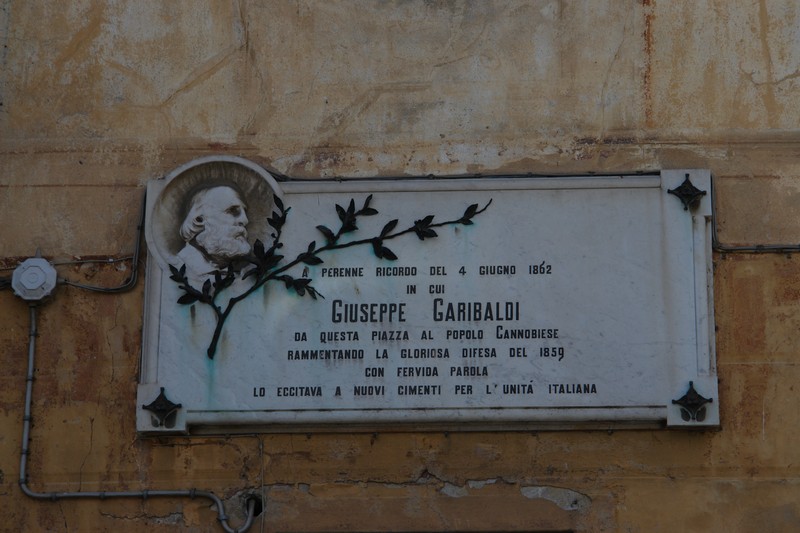 A PERENNE RICORDO DEL 4 GIUGNO 1862
IN CUI
GIUSEPPE GARIBALDI
DA QUESTA PIAZZA AL POPOLO CANNOBIESE
RAMMENTANDO LA GLORIOSA DIFESA DEL 1859
CON FERVIDA PAROLA
LO ECCITAVA A NUOVI CIMENTI PER L'UNITÁ ITALIANA